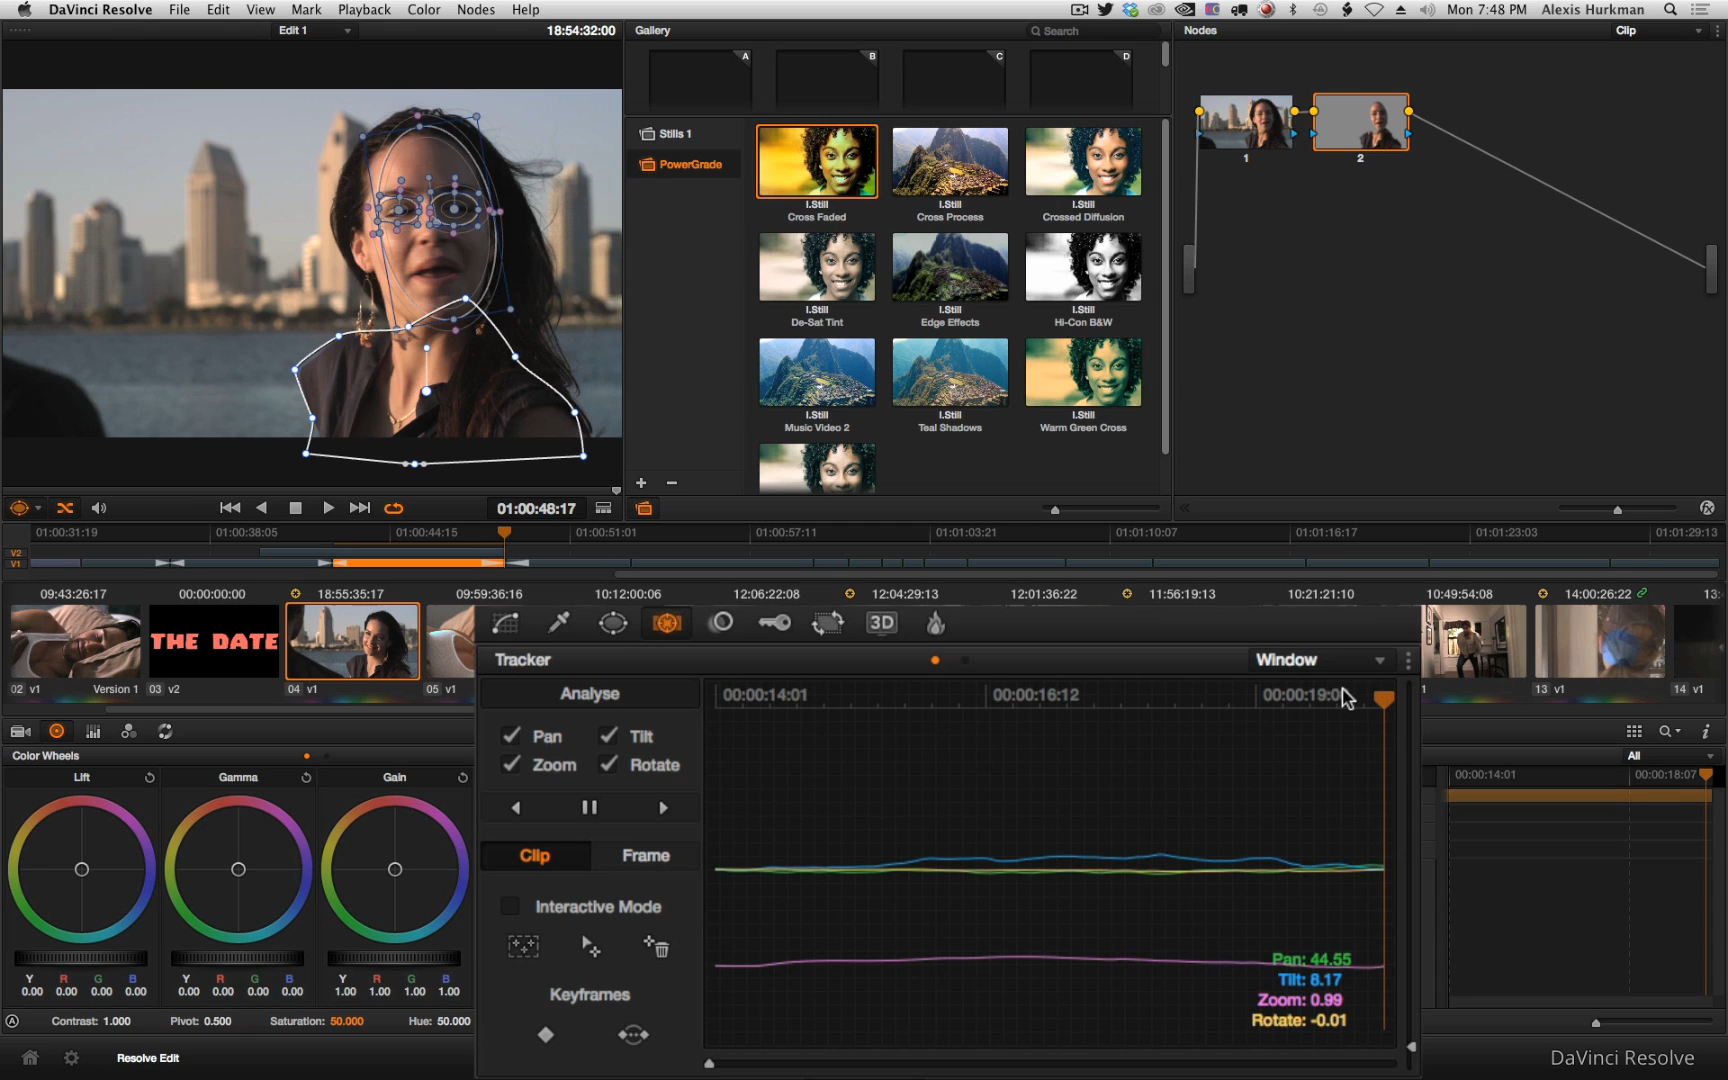 DaVinci Resolve File Edit View Mark Playback Color Nodes Help Mon 7:48 PM Alexis Hurkman
Edit 1 18:54:32:00 Gallery Search Nodes Clip
A B C D
1 2
Stills 1
PowerGrade
1.Still 1.Still 1.Still
Cross Faded Cross Process Crossed Diffusion
1.Still 1.Still 1.Still
De-Sat Tint Edge Effects Hi-Con B&W
1.Still 1.Still 1.Still
Music Video 2 Teal Shadows Warm Green Cross
01:00:48:17
01:00:31:19 01:00:38:05 01:00:44:15 01:00:51:01 01:00:57:11 01:01:03:21 01:01:10:07 01:01:16:17 01:01:23:03 01:01:29:13
V2
V1
09:43:26:17 00:00:00:00 18:55:35:17 09:59:36:16 10:12:00:06 12:06:22:08 12:04:29:13 12:01:36:22 11:56:19:13 10:21:21:10 10:49:54:08 14:00:26:22 13:
THE DATE
3D
02 v1 Version 1 03 v2 04 v1 05 v1 1 13 v1 14 v1
Tracker Window
Analyse 00:00:14:01 00:00:16:12 00:00:19:0
Pan Tilt
Zoom Rotate
Clip Frame
Interactive Mode
Keyframes
Pan: 44.55
Tilt: 8.17
Zoom: 0.99
Rotate: -0.01
All
00:00:14:01 00:00:18:07
Color Wheels
Lift Gamma Gain
Y R G B Y R G B Y R G B
0.00 0.00 0.00 0.00 0.00 0.00 0.00 0.00 1.00 1.00 1.00 1.00
A Contrast: 1.000 Pivot: 0.500 Saturation: 50.000 Hue: 50.000
Resolve Edit DaVinci Resolve